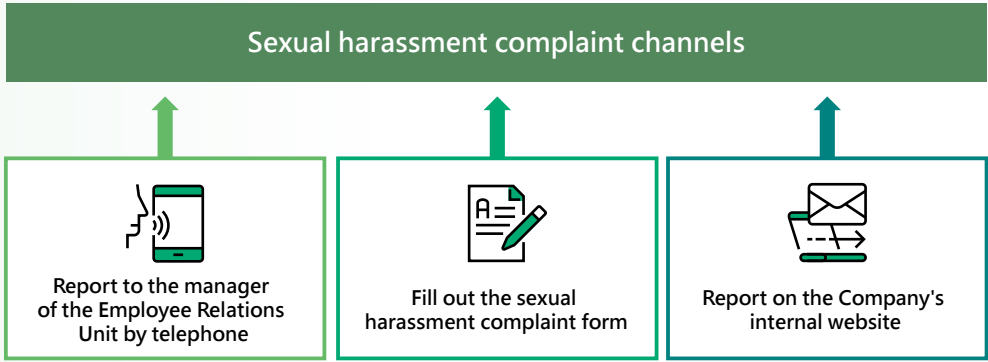 Sexual harassment complaint channels
Report to the manager
of the Employee Relations
Unit by telephone
A
Fill out the sexual
harassment complaint form
Report on the Company's
internal website